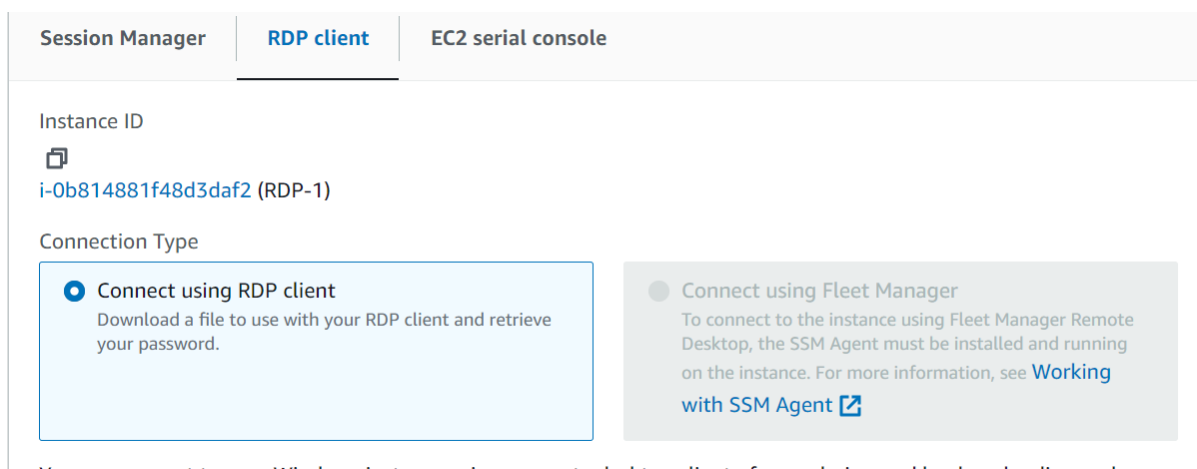 Session Manager
RDP client
EC2 serial console
Instance ID
i-0b814881f48d3daf2 (RDP-1)
Connection Type
Connect using RDP client
Download a file to use with your RDP client and retrieve
your password.
Connect using Fleet Manager
To connect to the instance using Fleet Manager Remote
Desktop, the SSM Agent must be installed and running
on the instance. For more information, see Working
with SSM Agent